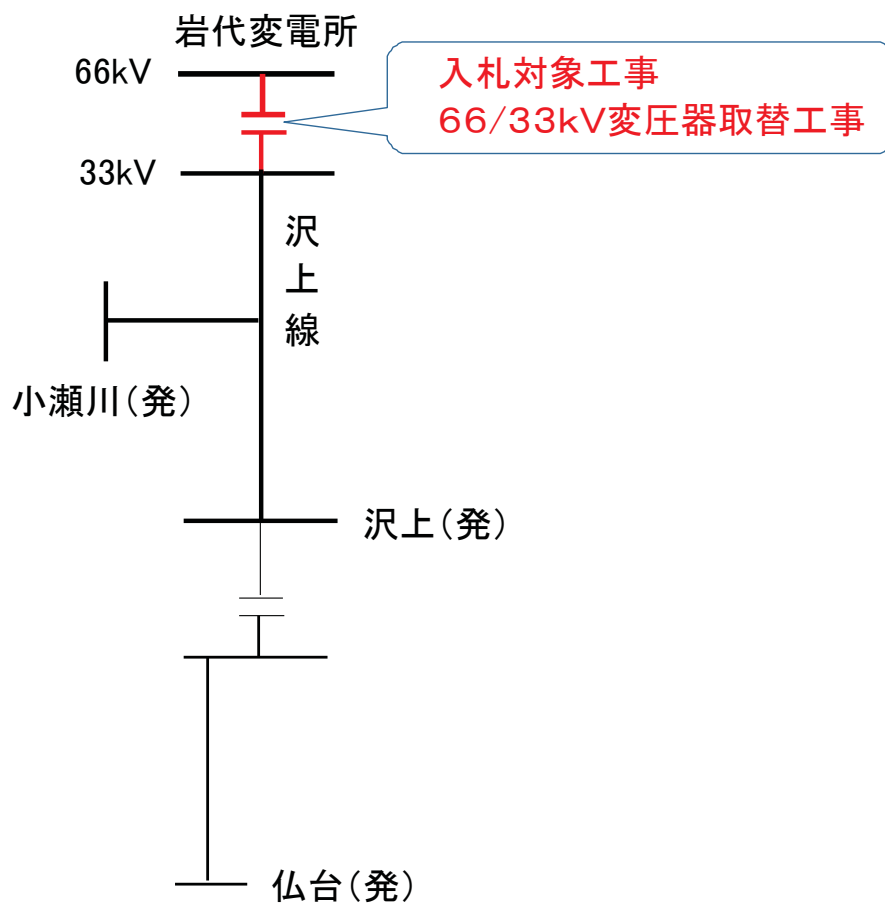 岩代変電所
66kV
入札対象工事
66/33kV変圧器取替工事
33kV
沢上線
小瀬川(発)
沢上(発)
仏台(発)